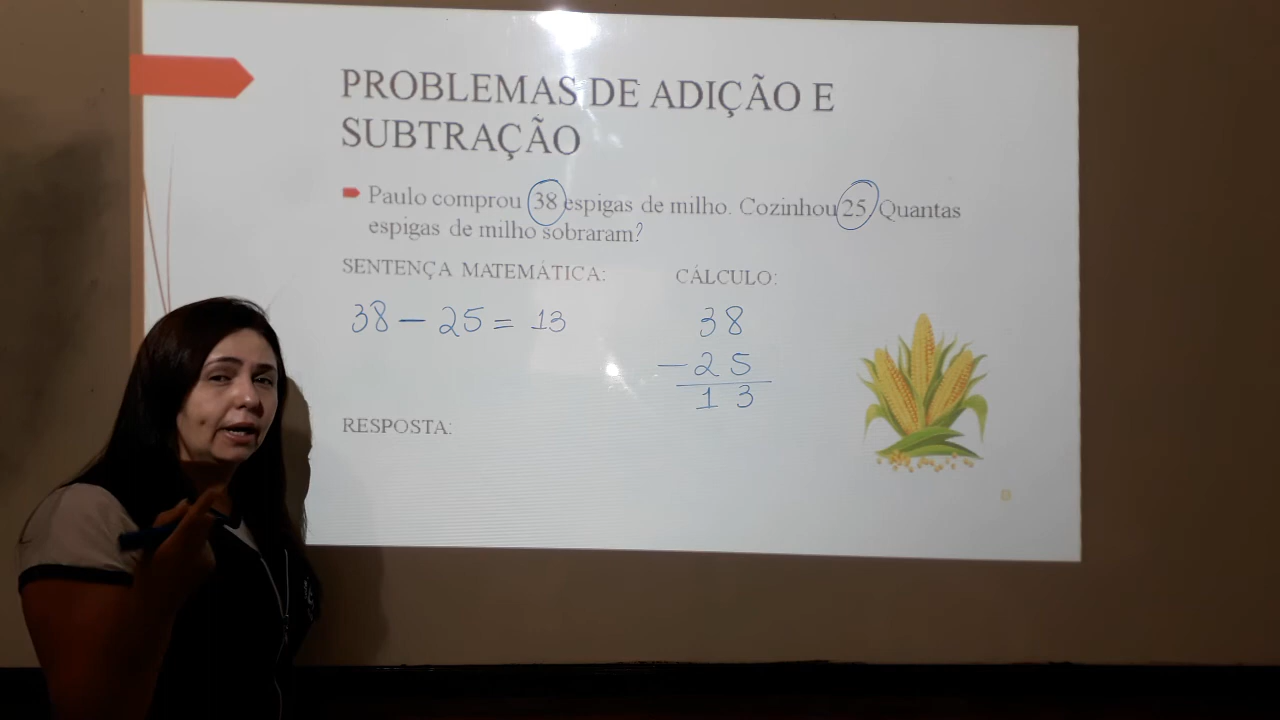 PROBLEMAS DE ADIÇÃO E
SUBTRAÇÃO
Paulo comprou 38 espigas de milho. Cozinhou 25. Quantas
espigas de milho sobraram?
SENTENÇA MATEMÁTICA:
38 - 25 = 13
CÁLCULO:
38
- 25
13
RESPOSTA: